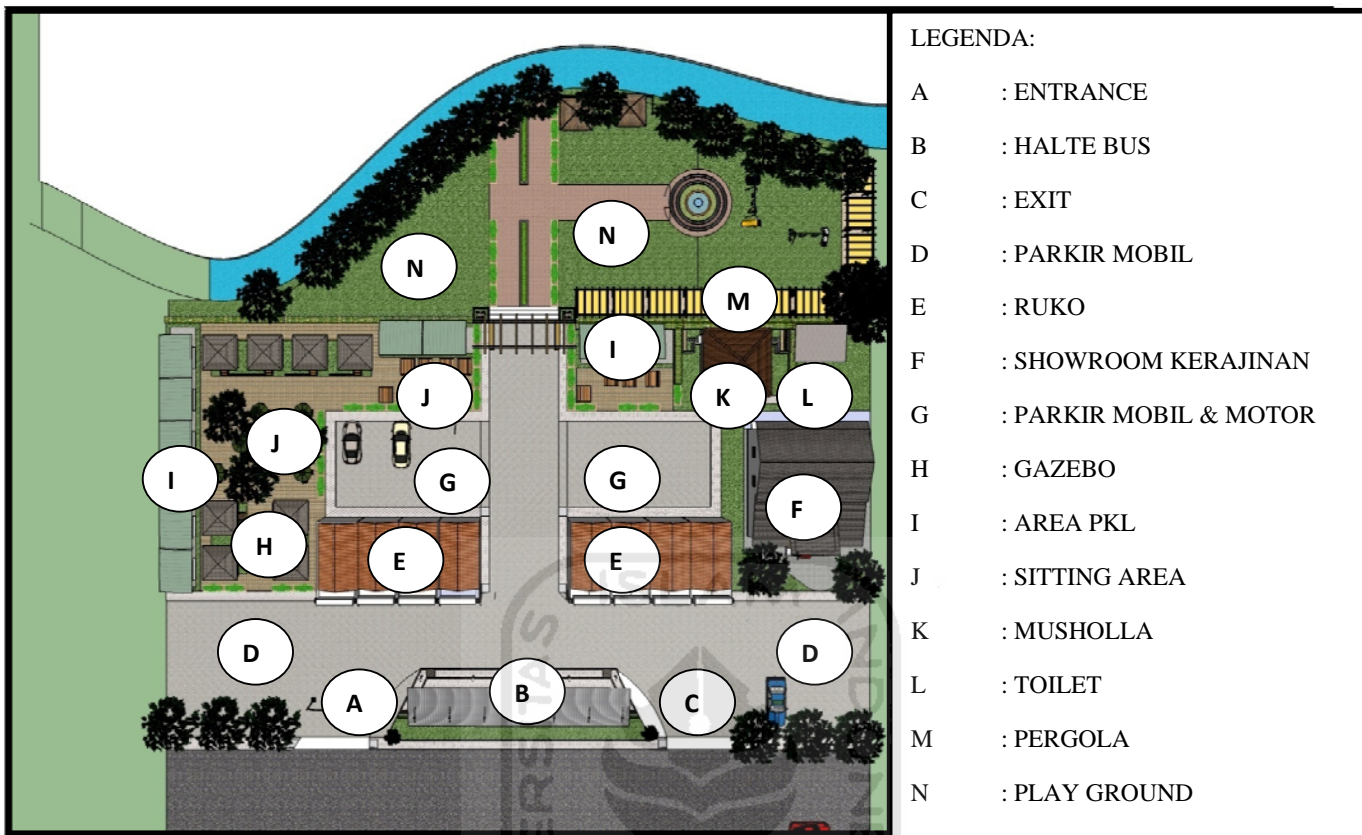 LEGENDA:
A : ENTRANCE
B : HALTE BUS
C : EXIT
D : PARKIR MOBIL
E : RUKO
F : SHOWROOM KERAJINAN
G : PARKIR MOBIL & MOTOR
H : GAZEBO
I : AREA PKL
J : SITTING AREA
K : MUSHOLLA
L : TOILET
M : PERGOLA
N : PLAY GROUND
N
N
M
I
J
K
L
J
I
G
G
F
H
E
E
D
D
A
B
C